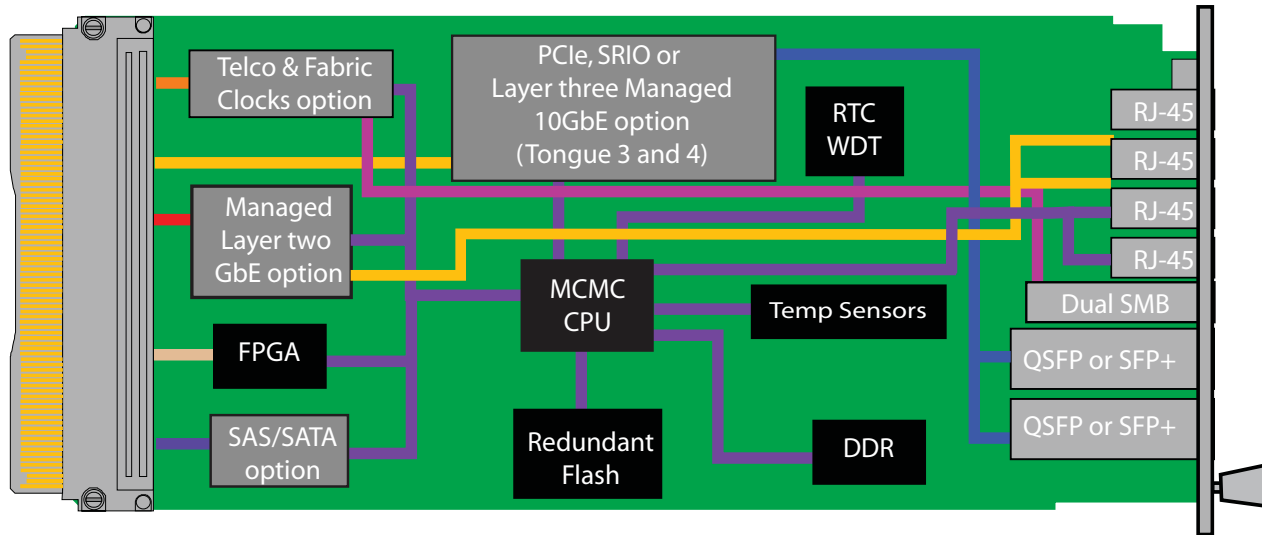 Telco & Fabric
Clocks option
PCIe, SRIO or
Layer three Managed
10GbE option
(Tongue 3 and 4)
RTC
WDT
RJ-45
RJ-45
RJ-45
RJ-45
Managed
Layer two
GbE option
MCMC
CPU
Temp Sensors
Dual SMB
FPGA
QSFP or SFP+
QSFP or SFP+
SAS/SATA
option
Redundant
Flash
DDR